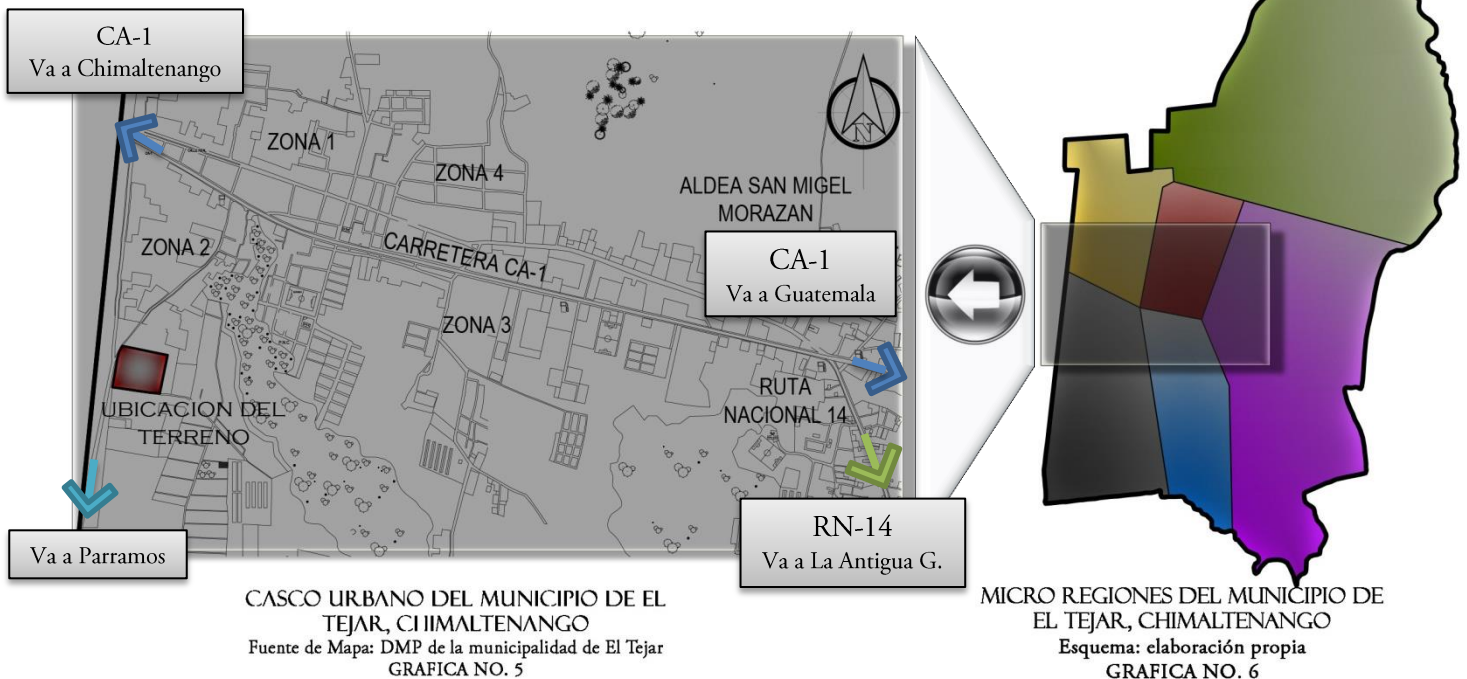 CA-1
Va a Chimaltenango
ZONA 1
ZONA 4
N
ALDEA SAN MIGEL
MORAZAN
ZONA 2
CARRETERA CA-1
CA-1
Va a Guatemala
ZONA 3
RUTA
NACIONAL 14
UBICACION DEL
TERRENO
RN-14
Va a La Antigua G.
Va a Parramos
CASCO URBANO DEL MUNICIPIO DE EL
TEJAR, CHIMALTENANGO
Fuente de Mapa: DMP de la municipalidad de El Tejar
GRAFICA NO. 5
MICRO REGIONES DEL MUNICIPIO DE
EL TEJAR, CHIMALTENANGO
Esquema: elaboración propia
GRAFICA NO. 6